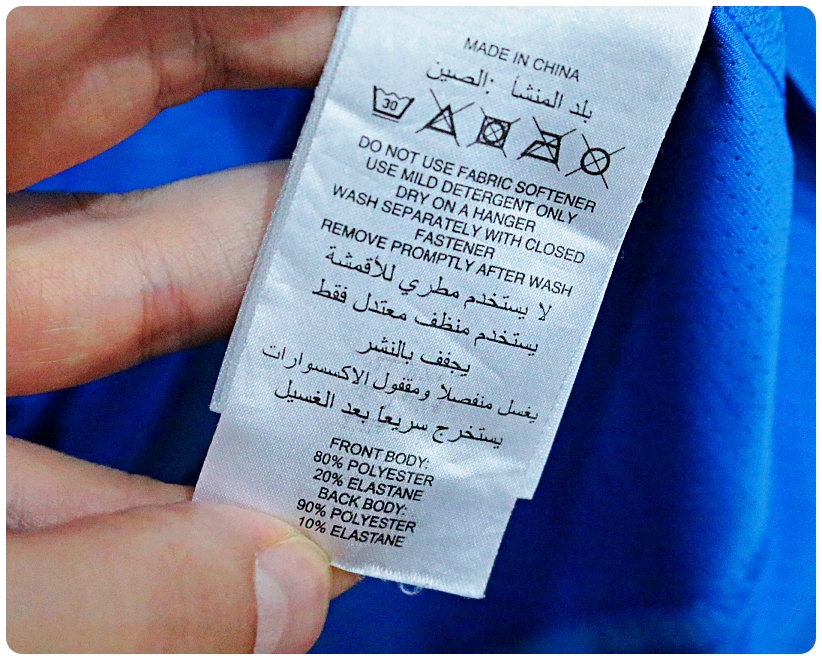 MADE IN CHINA
بلد المنشأ: الصين
30
DO NOT USE FABRIC SOFTENER
USE MILD DETERGENT ONLY
DRY ON A HANGER
WASH SEPARATELY WITH CLOSED
FASTENER
REMOVE PROMPTLY AFTER WASH
لا يستخدم مطري للأقمشة
يستخدم منظف معتدل فقط
يجفف بالنشر
يغسل منفصلا ومقفول الاكسسوارات
يستخرج سريعا بعد الغسيل
FRONT BODY:
80% POLYESTER
20% ELASTANE
BACK BODY:
90% POLYESTER
10% ELASTANE